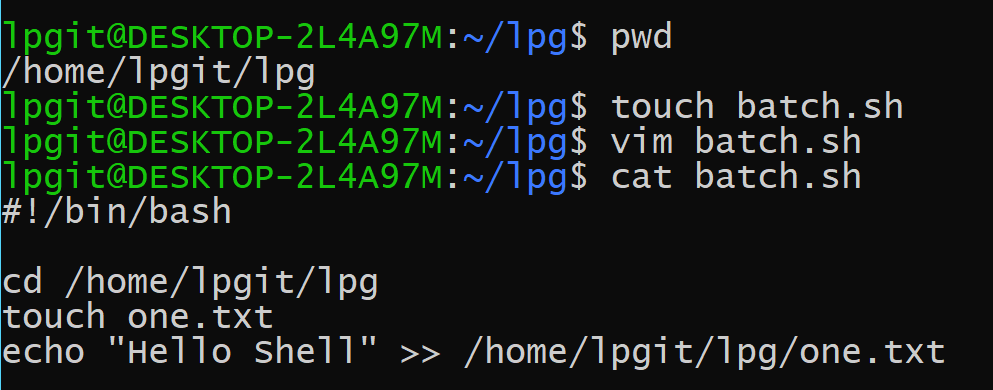 lpgit@DESKTOP-2L4A97M:~/lpg$ pwd
/home/lpgit/lpg
lpgit@DESKTOP-2L4A97M:~/lpg$ touch batch.sh
lpgit@DESKTOP-2L4A97M:~/lpg$ vim batch.sh
lpgit@DESKTOP-2L4A97M:~/lpg$ cat batch.sh
#!/bin/bash
cd /home/lpgit/lpg
touch one.txt
echo "Hello Shell" >> /home/lpgit/lpg/one.txt